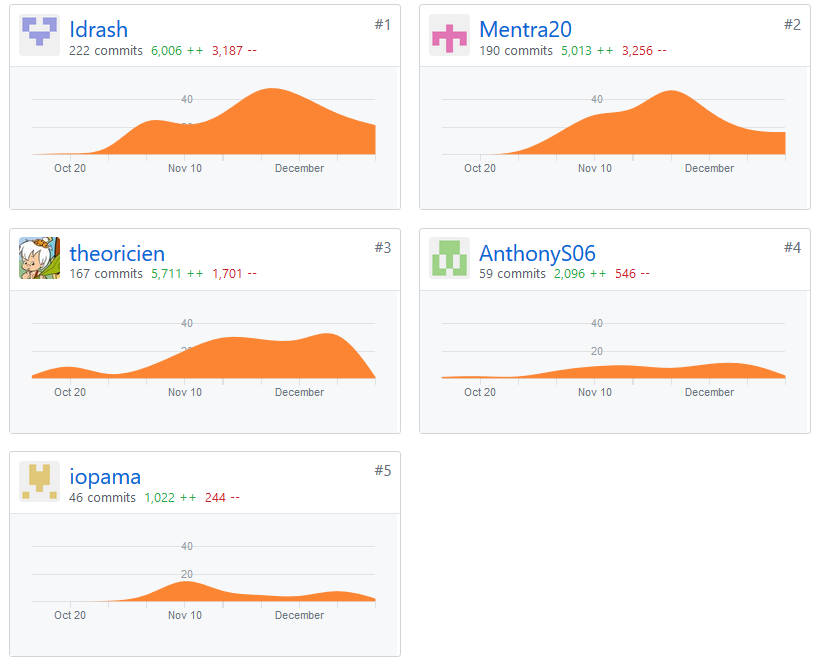 Idrash #1
222 commits 6,006 ++ 3,187 --
40
20
Oct 20 Nov 10 December
Mentra20 #2
190 commits 5,013 ++ 3,256 --
40
Oct 20 Nov 10 December
theoricien #3
167 commits 5,711 ++ 1,701 --
40
20
Oct 20 Nov 10 December
AnthonyS06 #4
59 commits 2,096 ++ 546 --
40
20
Oct 20 Nov 10 December
iopama #5
46 commits 1,022 ++ 244 --
40
20
Oct 20 Nov 10 December